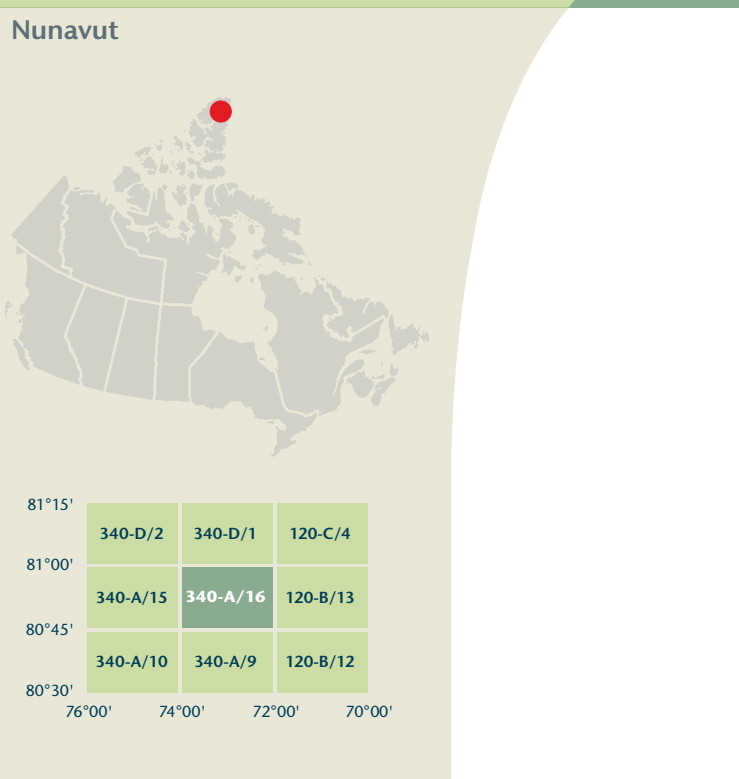 Nunavut
81°15'
340-D/2 340-D/1 120-C/4
81°00'
340-A/15 340-A/16 120-B/13
80°45'
340-A/10 340-A/9 120-B/12
80°30'
76°00' 74°00' 72°00' 70°00'